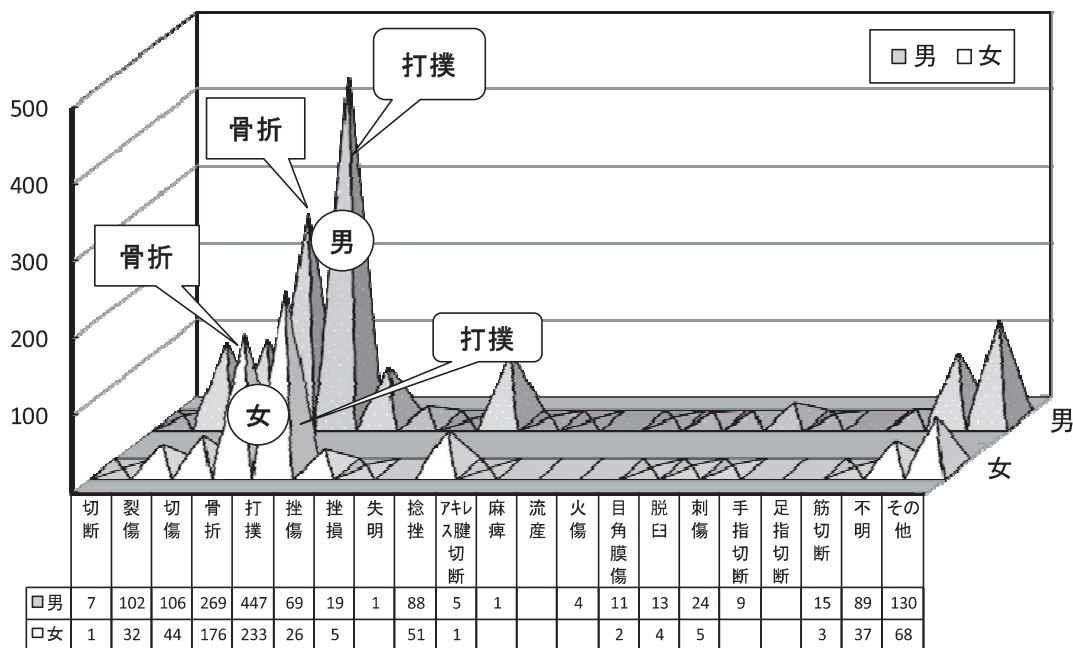 男 女
打撲
骨折
骨折
男
打撲
女
500
400
300
200
100
男
女
切断 裂傷 切傷 骨折 打撲 挫傷 挫損 失明 捻挫 アキレス腱切断 麻痺 流産 火傷 目角膜傷 脱臼 刺傷 手指切断 足指切断 筋切断 不明 その他
男 7 102 106 269 447 69 19 1 88 5 1 4 11 13 24 9 15 89 130
女 1 32 44 176 233 26 5 51 1 2 4 5 3 37 68